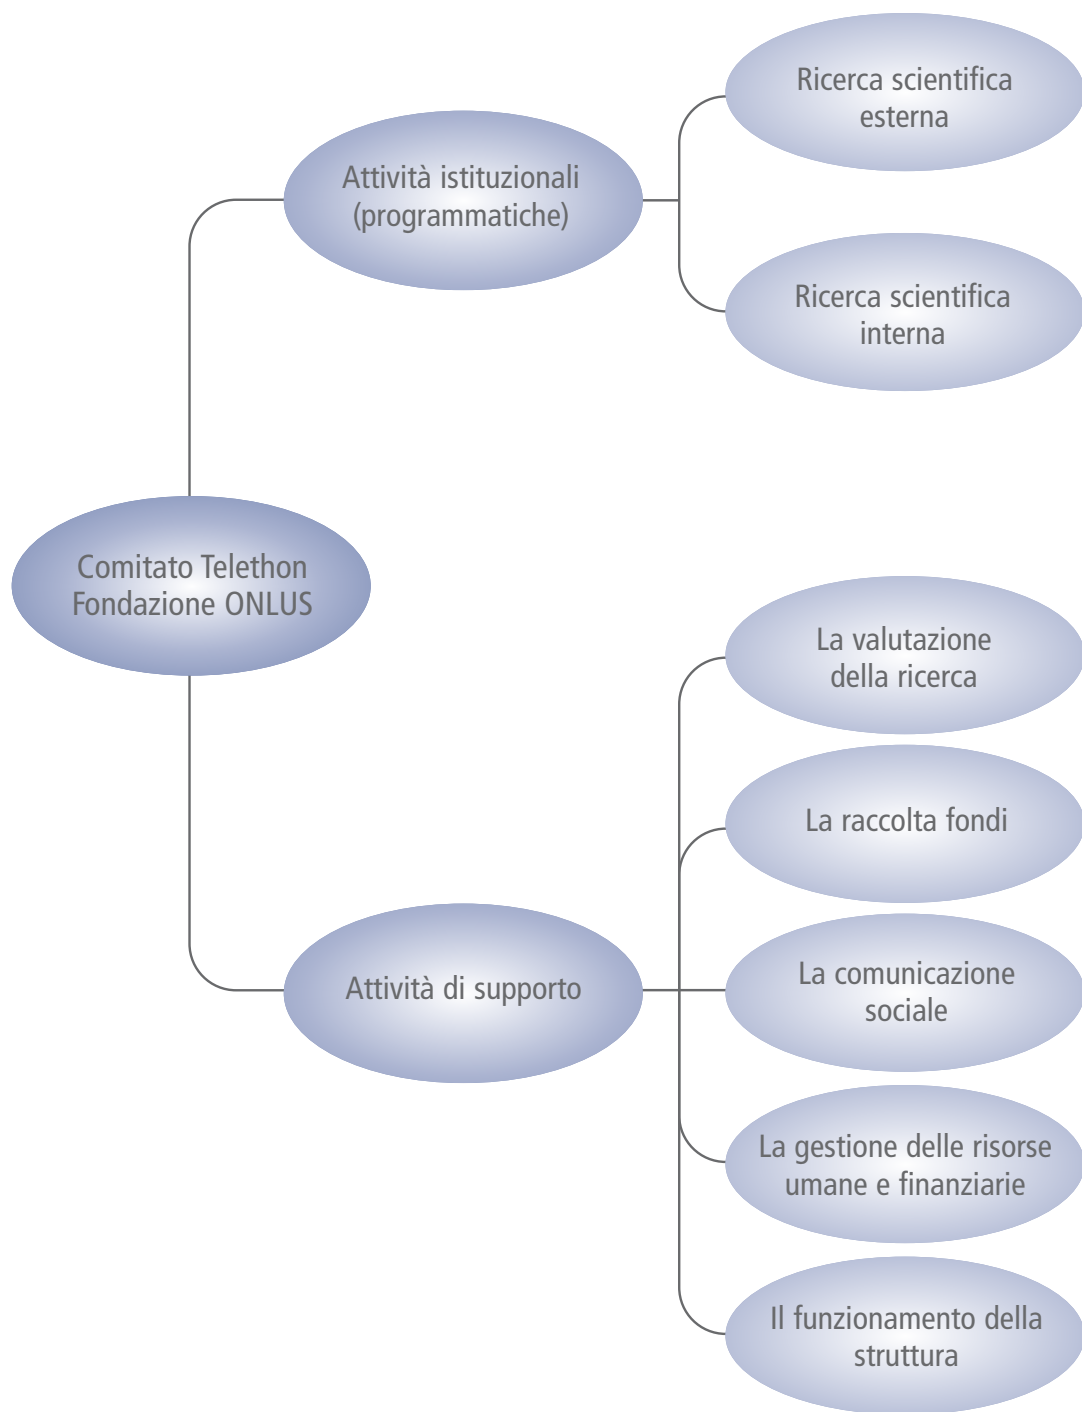 Ricerca scientifica
esterna
Attività istituzionali
(programmatiche)
Ricerca scientifica
interna
Comitato Telethon
Fondazione ONLUS
La valutazione
della ricerca
La raccolta fondi
La comunicazione
sociale
Attività di supporto
La gestione delle risorse
umane e finanziarie
Il funzionamento della
struttura